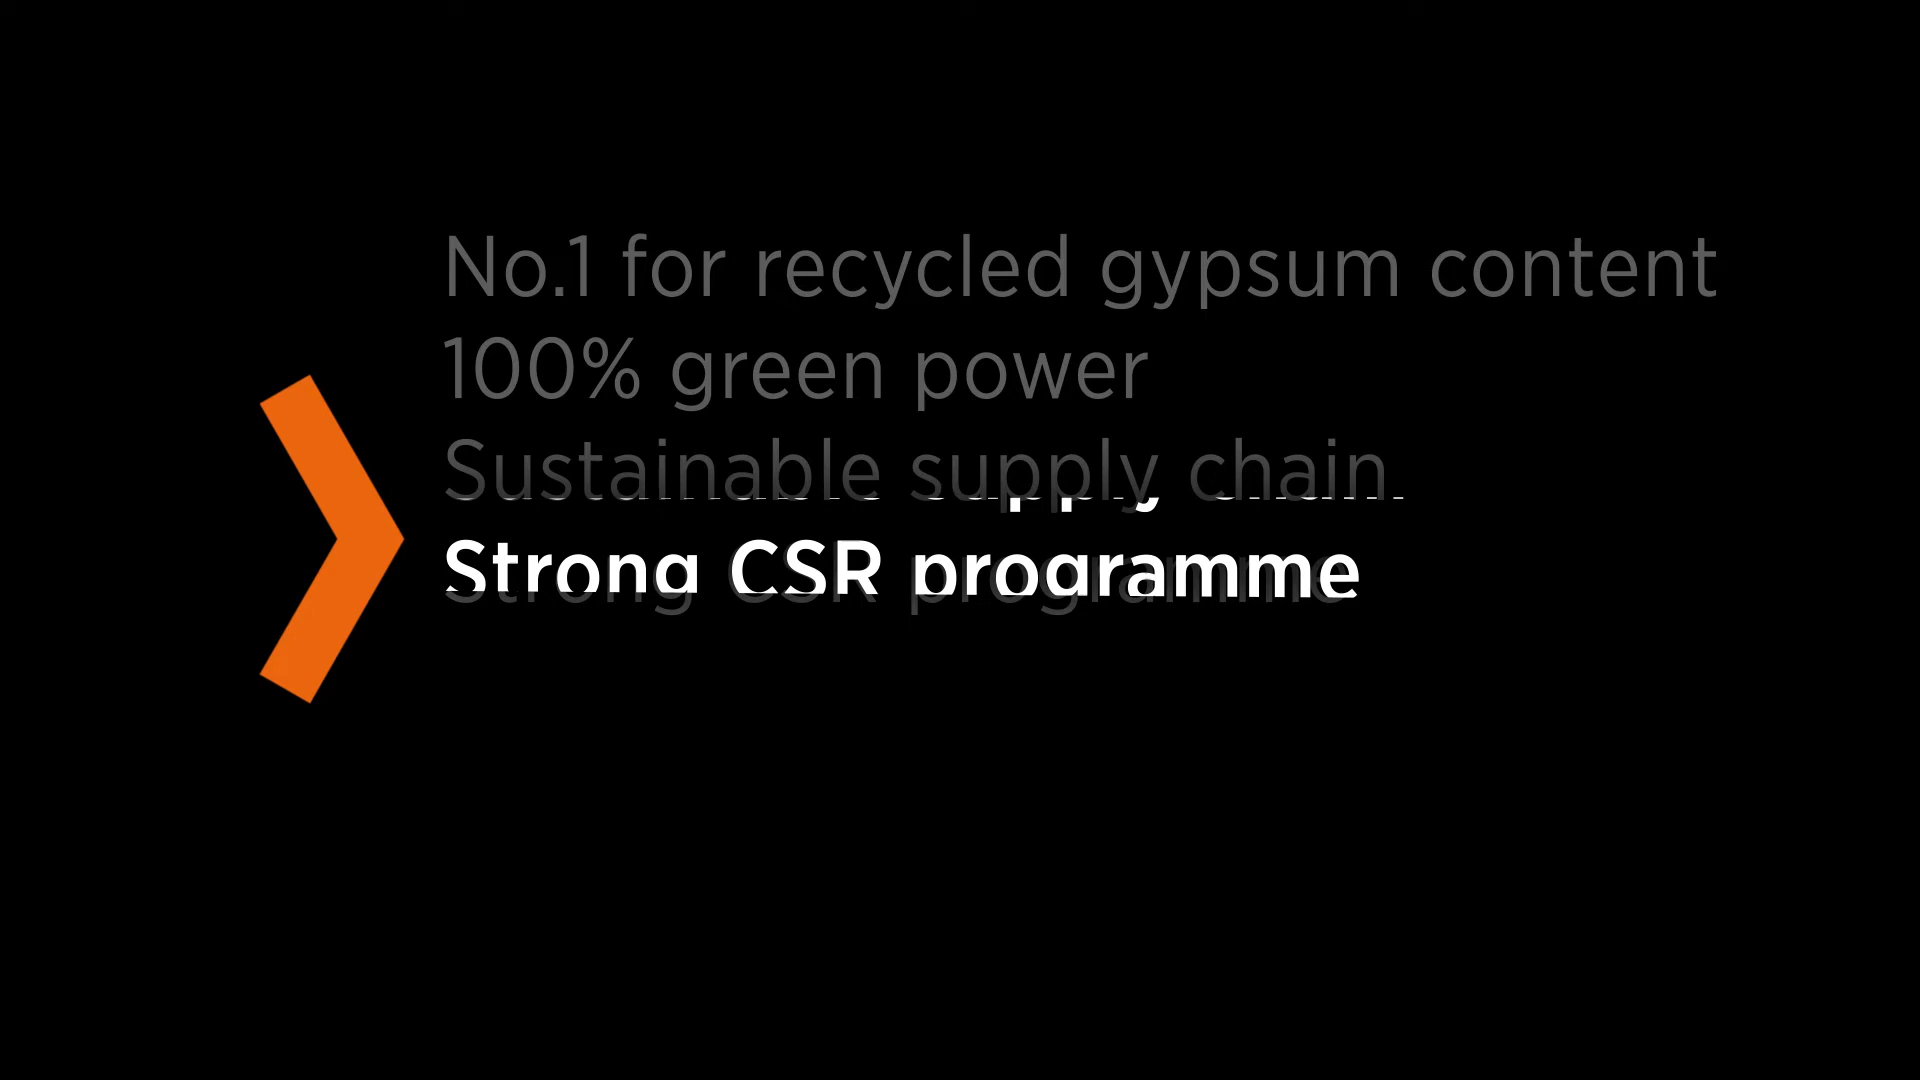 No.1 for recycled gypsum content
100% green power
Sustainable supply chain
Strong CSR programme